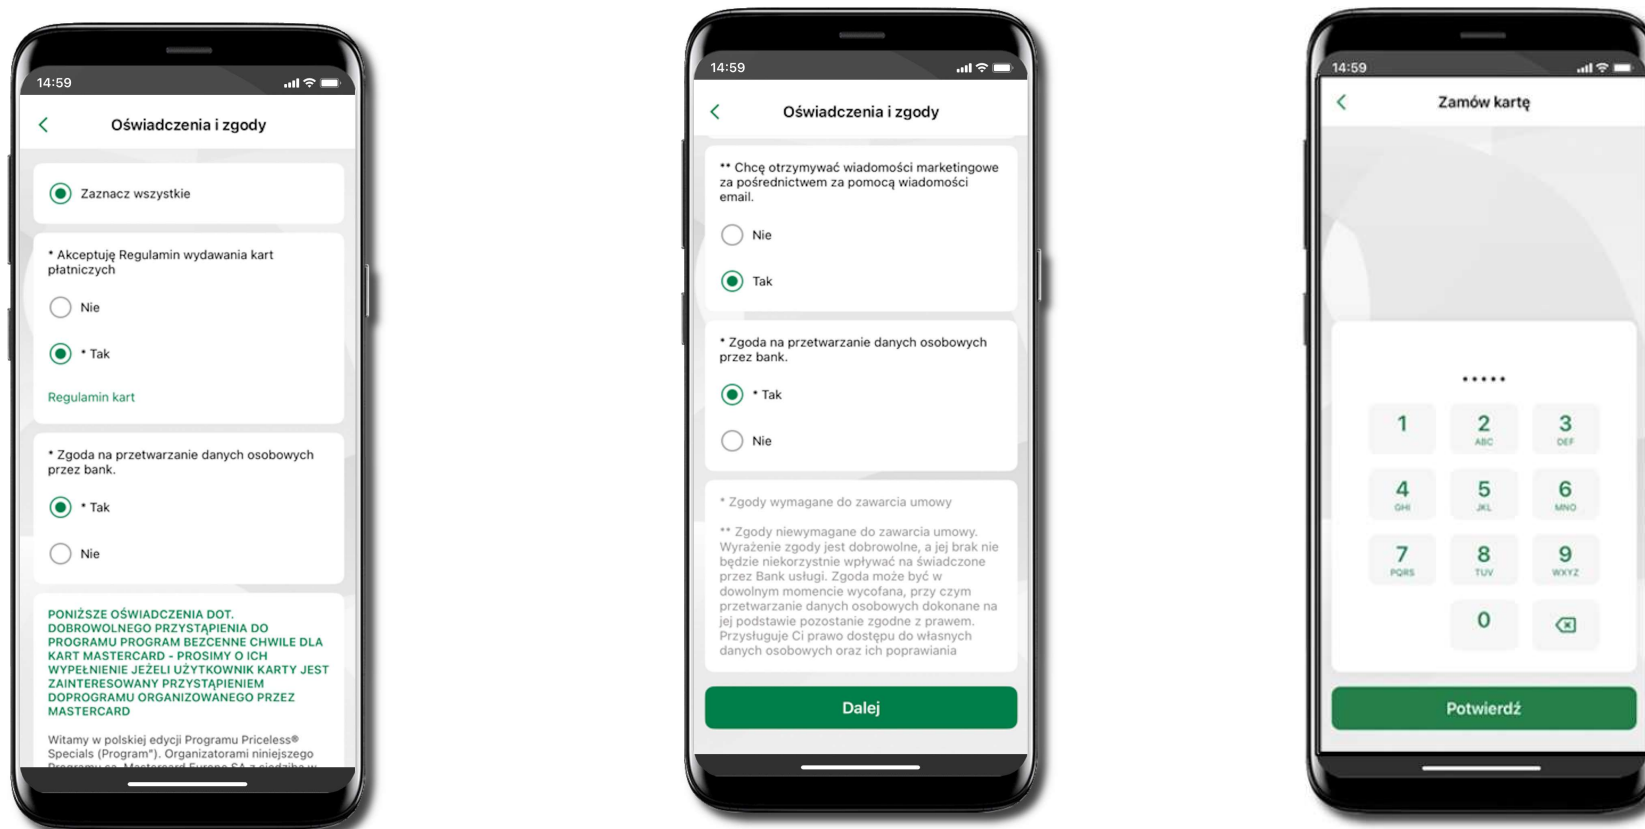 14:59
Oświadczenia i zgody
Zaznacz wszystkie
* Akceptuję Regulamin wydawania kart
płatniczych
Nie
* Tak
Regulamin kart
* Zgoda na przetwarzanie danych osobowych
przez bank.
* Tak
Nie
PONIŻSZE OŚWIADCZENIA DOT.
DOBROWOLNEGO PRZYSTĄPIENIA DO
PROGRAMU PROGRAM BEZCENNE CHWILE DLA
KART MASTERCARD - PROSIMY O ICH
WYPEŁNIENIE JEŻELI UŻYTKOWNIK KARTY JEST
ZAINTERESOWANY PRZYSTĄPIENIEM
DOPROGRAMU ORGANIZOWANEGO PRZEZ
MASTERCARD
Witamy w polskiej edycji Programu Priceless®
Specials (Program"). Organizatorami niniejszego
Programu są Mastercard Europe SA z siedzibą w
14:59
Oświadczenia i zgody
** Chcę otrzymywać wiadomości marketingowe
za pośrednictwem za pomocą wiadomości
email.
Nie
Tak
* Zgoda na przetwarzanie danych osobowych
przez bank.
* Tak
Nie
* Zgody wymagane do zawarcia umowy
** Zgody niewymagane do zawarcia umowy.
Wyrażenie zgody jest dobrowolne, a jej brak nie
będzie niekorzystnie wpływać na świadczone
przez Bank usługi. Zgoda może być w
dowolnym momencie wycofana, przy czym
przetwarzanie danych osobowych dokonane na
jej podstawie pozostanie zgodne z prawem.
Przysługuje Ci prawo dostępu do własnych
danych osobowych oraz ich poprawiania
Dalej
14:59
Zamów kartę
1 2 3
ABC DEF
4 5 6
GHI JKL MNO
7 8 9
PQRS TUV WXYZ
0
Potwierdź